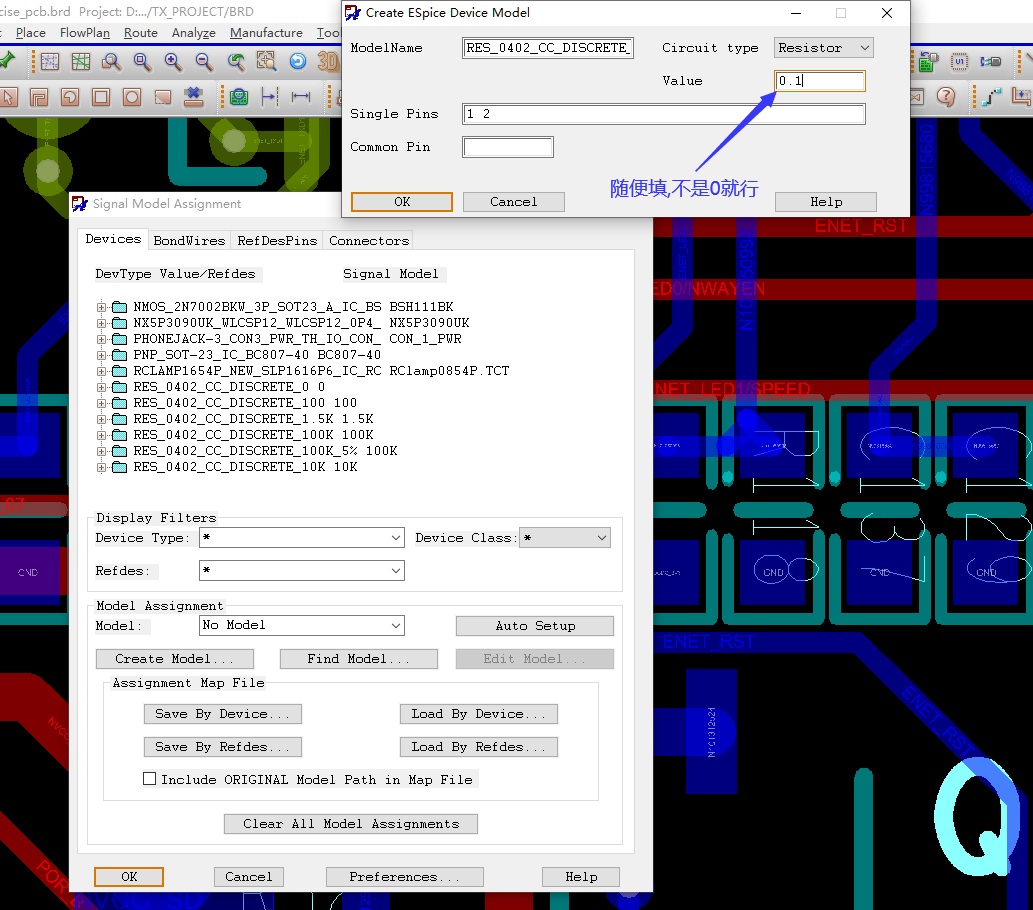 cise_pcb.brd Project: D:.../TX_PROJECT/BRD
Place FlowPlan Route Analyze Manufacture Tool
Create ESpice Device Model
ModelName RES_0402_CC_DISCRETE_ Circuit type Resistor
Value 0.1
Single Pins 1 2
Common Pin
随便填,不是0就行
OK Cancel Help
Signal Model Assignment
Devices BondWires RefDesPins Connectors
DevType Value/Refdes Signal Model
NMOS_2N7002BKW_3P_SOT23_A_IC_BS BSH111BK
NX5P3090UK_WLCSP12_WLCSP12_0P4_ NX5P3090UK
PHONEJACK-3_CON3_PWR_TH_IO_CON_ CON_1_PWR
PNP_SOT-23_IC_BC807-40 BC807-40
RCLAMP1654P_NEW_SLP1616P6_IC_RC RClamp0854P.TCT
RES_0402_CC_DISCRETE_0 0
RES_0402_CC_DISCRETE_100 100
RES_0402_CC_DISCRETE_1.5K 1.5K
RES_0402_CC_DISCRETE_100K 100K
RES_0402_CC_DISCRETE_100K_5% 100K
RES_0402_CC_DISCRETE_10K 10K
Display Filters
Device Type: * Device Class: *
Refdes: *
Model Assignment
Model: No Model Auto Setup
Create Model... Find Model... Edit Model...
Assignment Map File
Save By Device... Load By Device...
Save By Refdes... Load By Refdes...
Include ORIGINAL Model Path in Map File
Clear All Model Assignments
OK Cancel Preferences... Help
3D
U1
N99815680
ENET_RST
ED0/NWAYEN
ENET_LED1/SPEED
GND
GND
GND
GND
ENET_RST
ENET_RST
Q